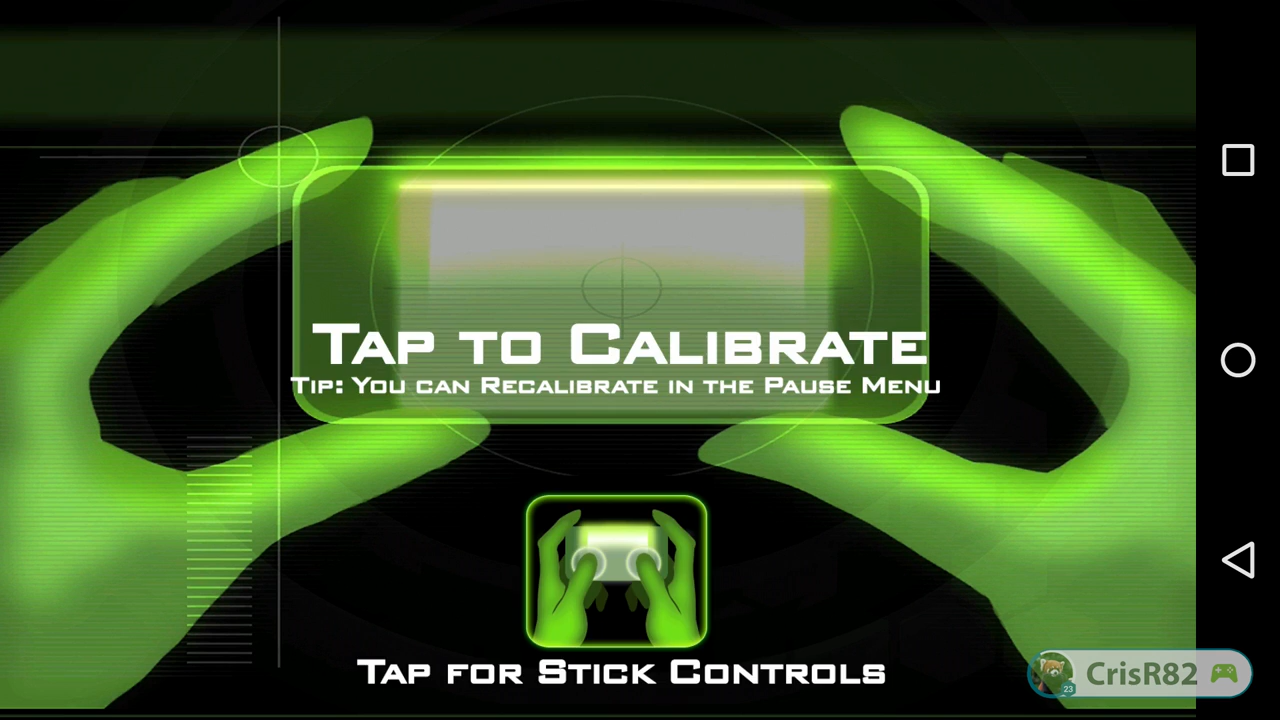 Tap to Calibrate
Tip: You can Recalibrate in the Pause Menu
Tap for Stick Controls
CrisR82
23